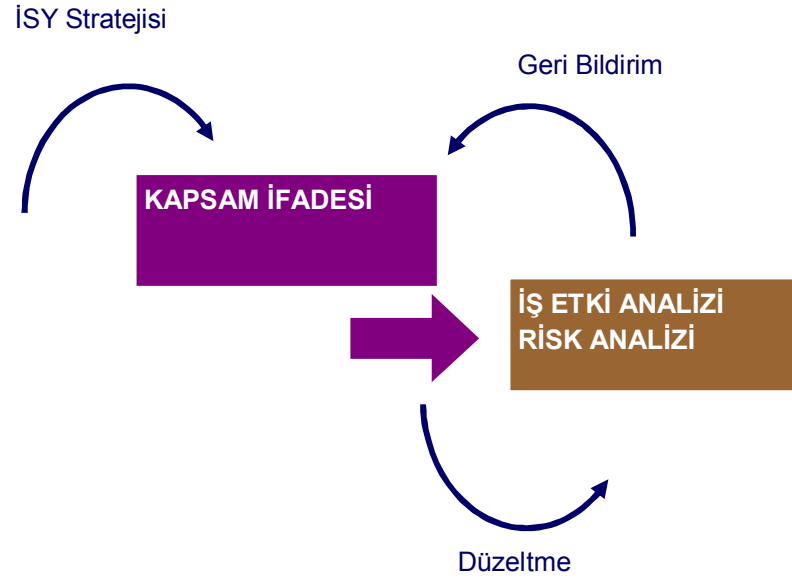 İSY Stratejisi
Geri Bildirim
KAPSAM İFADESİ
İŞ ETKİ ANALİZİ
RİSK ANALİZİ
Düzeltme